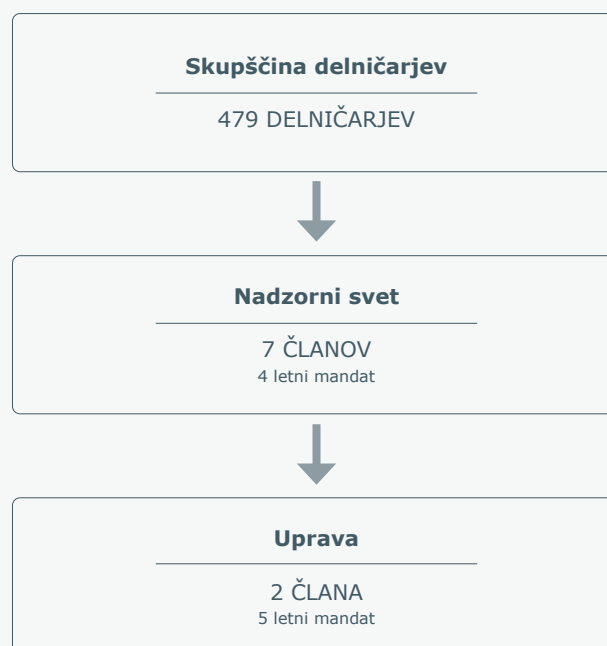 Skupščina delničarjev
479 DELNIČARJEV
Nadzorni svet
7 ČLANOV
4 letni mandat
Uprava
2 ČLANA
5 letni mandat